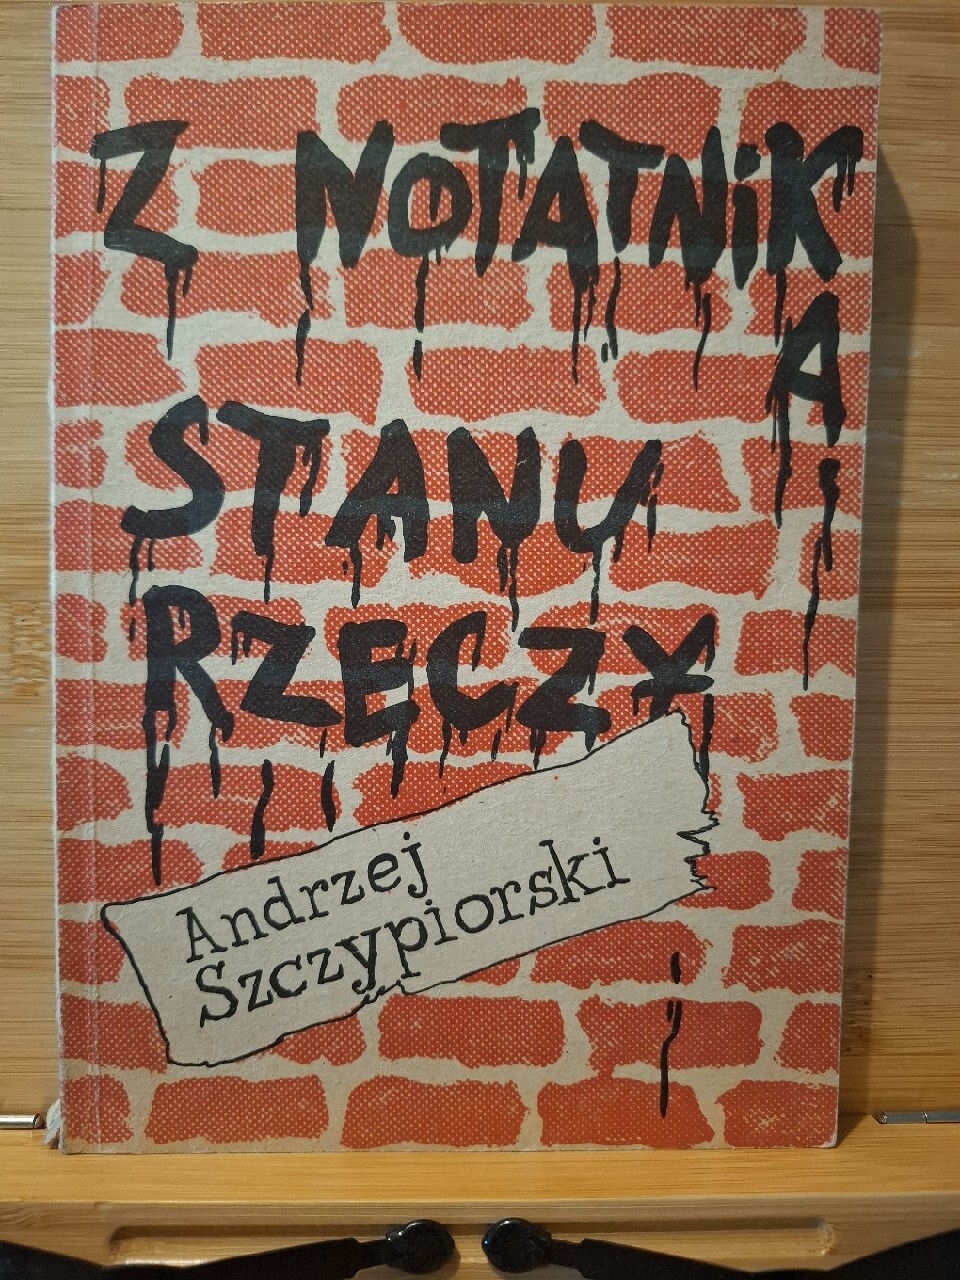 Z NOTATNiKA
STANU
RZECZY
Andrzej
Szczypiorski